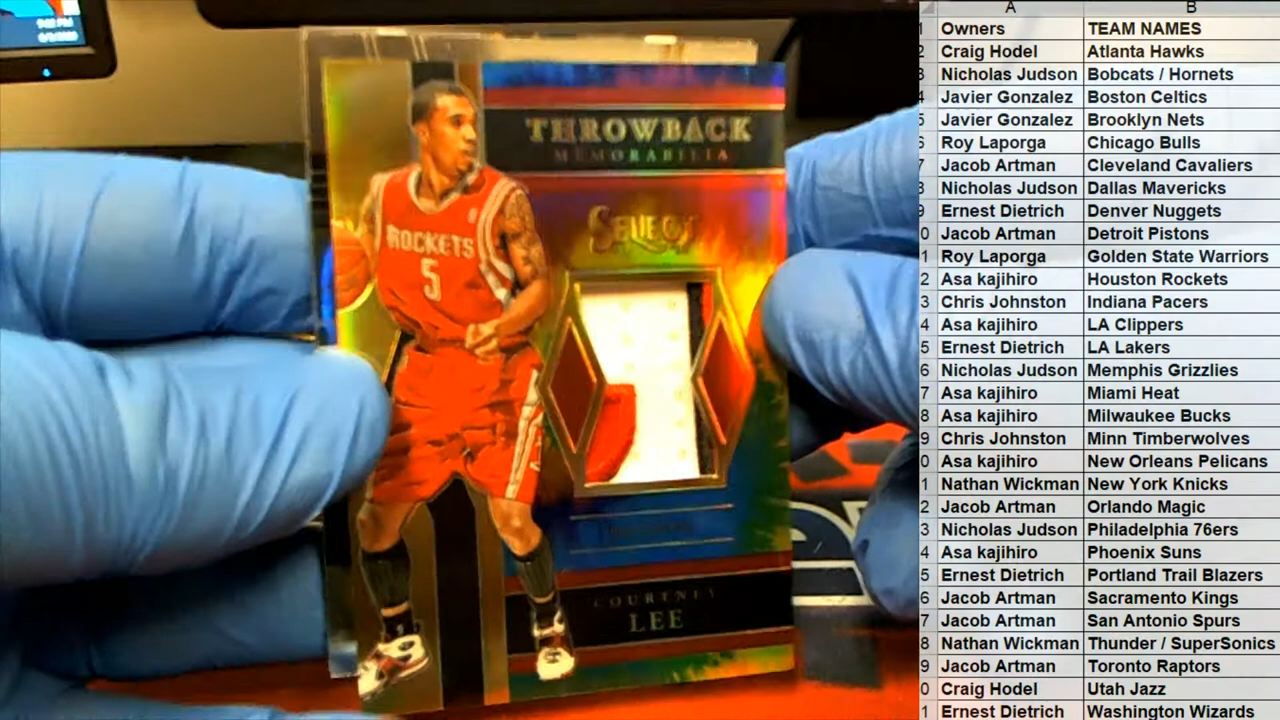 THROWBACK
MEMORABILIA
SELECT
ROCKETS
5
COURTNEY
LEE
A B
Owners TEAM NAMES
Craig Hodel Atlanta Hawks
Nicholas Judson Bobcats / Hornets
Javier Gonzalez Boston Celtics
Javier Gonzalez Brooklyn Nets
Roy Laporga Chicago Bulls
Jacob Artman Cleveland Cavaliers
Nicholas Judson Dallas Mavericks
Ernest Dietrich Denver Nuggets
Jacob Artman Detroit Pistons
Roy Laporga Golden State Warriors
Asa kajihiro Houston Rockets
Chris Johnston Indiana Pacers
Asa kajihiro LA Clippers
Ernest Dietrich LA Lakers
Nicholas Judson Memphis Grizzlies
Asa kajihiro Miami Heat
Asa kajihiro Milwaukee Bucks
Chris Johnston Minn Timberwolves
Asa kajihiro New Orleans Pelicans
Nathan Wickman New York Knicks
Jacob Artman Orlando Magic
Nicholas Judson Philadelphia 76ers
Asa kajihiro Phoenix Suns
Ernest Dietrich Portland Trail Blazers
Jacob Artman Sacramento Kings
Jacob Artman San Antonio Spurs
Nathan Wickman Thunder / SuperSonics
Jacob Artman Toronto Raptors
Craig Hodel Utah Jazz
Ernest Dietrich Washington Wizards